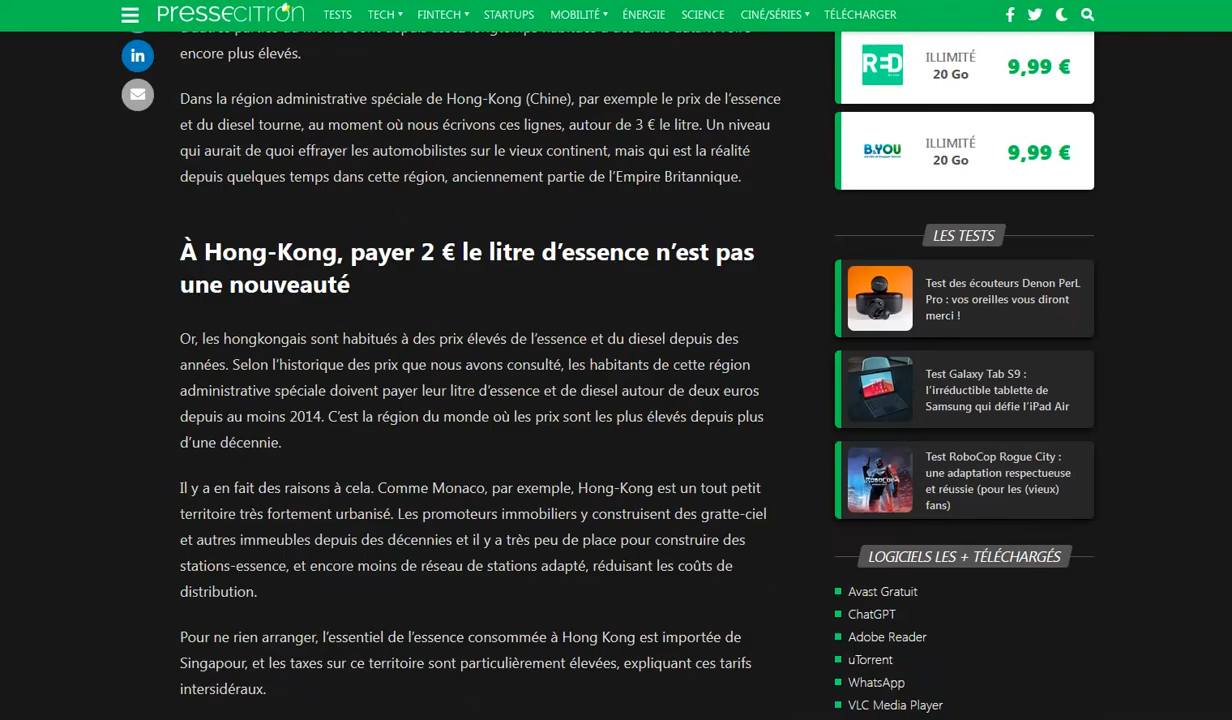 PRESSECITRON
TESTS TECH FINTECH STARTUPS MOBILITÉ ÉNERGIE SCIENCE CINÉ/SÉRIES TÉLÉCHARGER
in
encore plus élevés.
Dans la région administrative spéciale de Hong-Kong (Chine), par exemple le prix de l’essence
et du diesel tourne, au moment où nous écrivons ces lignes, autour de 3 € le litre. Un niveau
qui aurait de quoi effrayer les automobilistes sur le vieux continent, mais qui est la réalité
depuis quelques temps dans cette région, anciennement partie de l’Empire Britannique.
À Hong-Kong, payer 2 € le litre d’essence n’est pas
une nouveauté
Or, les hongkongais sont habitués à des prix élevés de l’essence et du diesel depuis des
années. Selon l’historique des prix que nous avons consulté, les habitants de cette région
administrative spéciale doivent payer leur litre d’essence et de diesel autour de deux euros
depuis au moins 2014. C’est la région du monde où les prix sont les plus élevés depuis plus
d’une décennie.
Il y a en fait des raisons à cela. Comme Monaco, par exemple, Hong-Kong est un tout petit
territoire très fortement urbanisé. Les promoteurs immobiliers y construisent des gratte-ciel
et autres immeubles depuis des décennies et il y a très peu de place pour construire des
stations-essence, et encore moins de réseau de stations adapté, réduisant les coûts de
distribution.
Pour ne rien arranger, l’essentiel de l’essence consommée à Hong Kong est importée de
Singapour, et les taxes sur ce territoire sont particulièrement élevées, expliquant ces tarifs
intersidéraux.
RED
ILLIMITÉ
20 Go
9,99 €
B&YOU
ILLIMITÉ
20 Go
9,99 €
LES TESTS
Test des écouteurs Denon PerL
Pro : vos oreilles vous diront
merci !
Test Galaxy Tab S9 :
l’irréductible tablette de
Samsung qui défie l’iPad Air
ROBOCOP
Test RoboCop Rogue City :
une adaptation respectueuse
et réussie (pour les (vieux)
fans)
LOGICIELS LES + TÉLÉCHARGÉS
Avast Gratuit
ChatGPT
Adobe Reader
uTorrent
WhatsApp
VLC Media Player